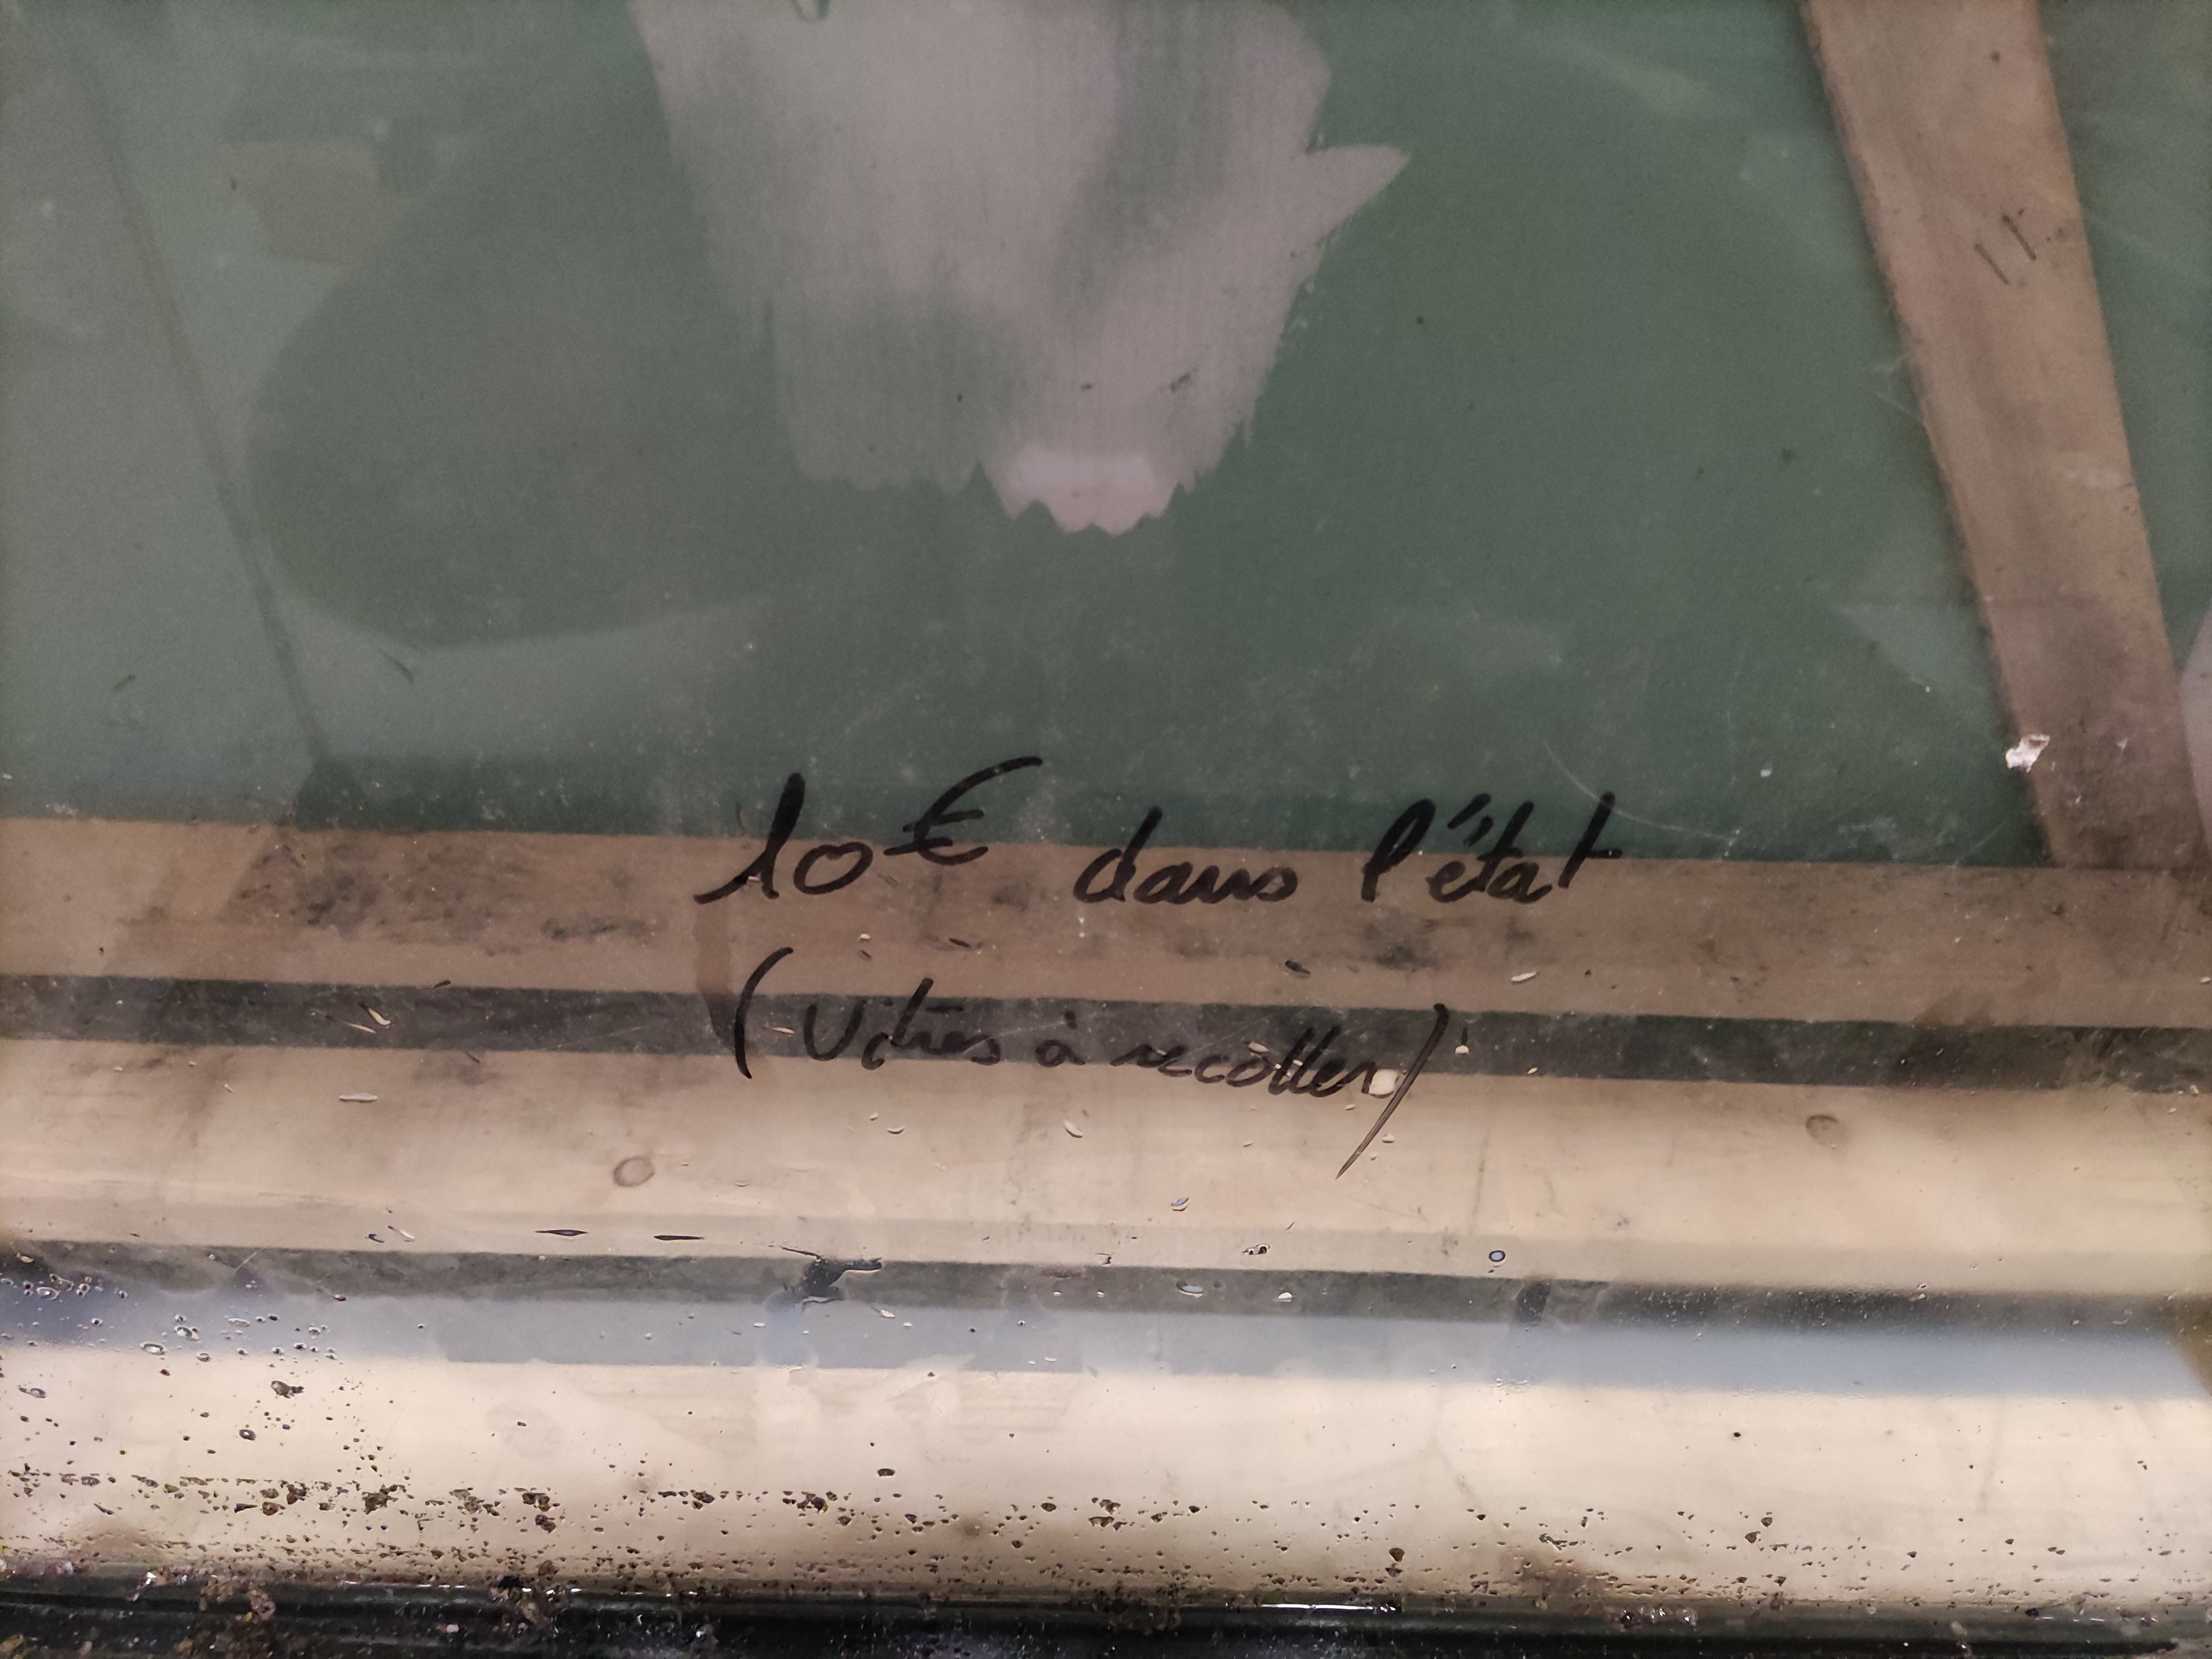 10€ dans l'état
(Vitres à recoller)